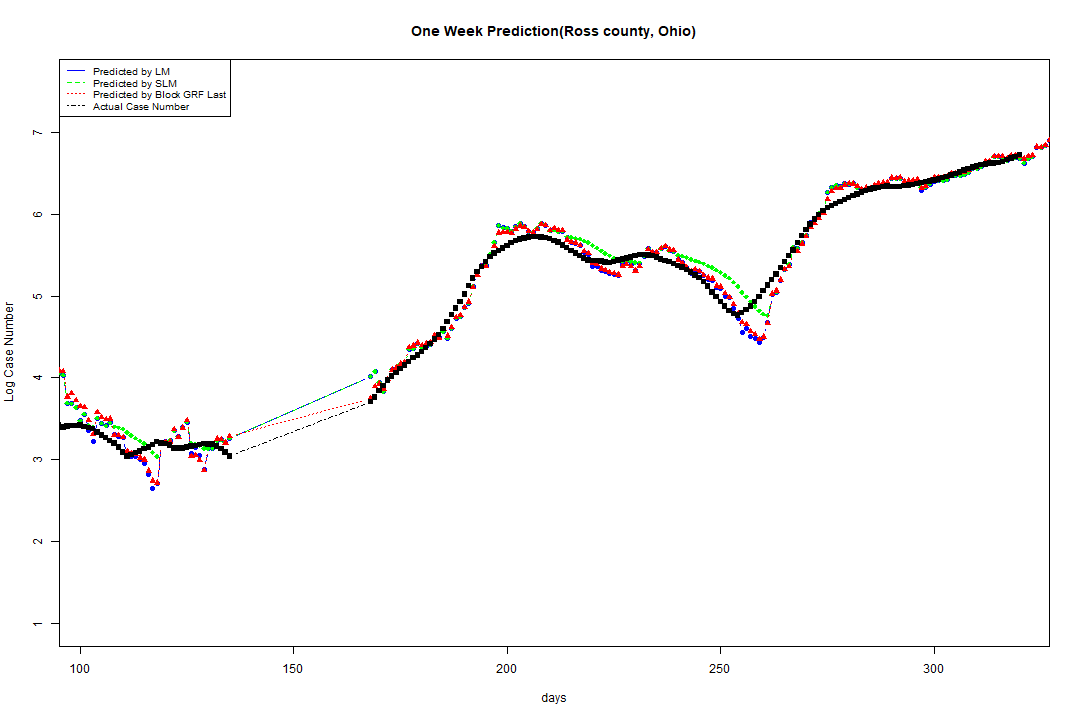 One Week Prediction(Ross county, Ohio)
Predicted by LM
Predicted by SLM
Predicted by Block GRF Last
Actual Case Number
7
6
5
4
3
2
1
Log Case Number
100 150 200 250 300
days